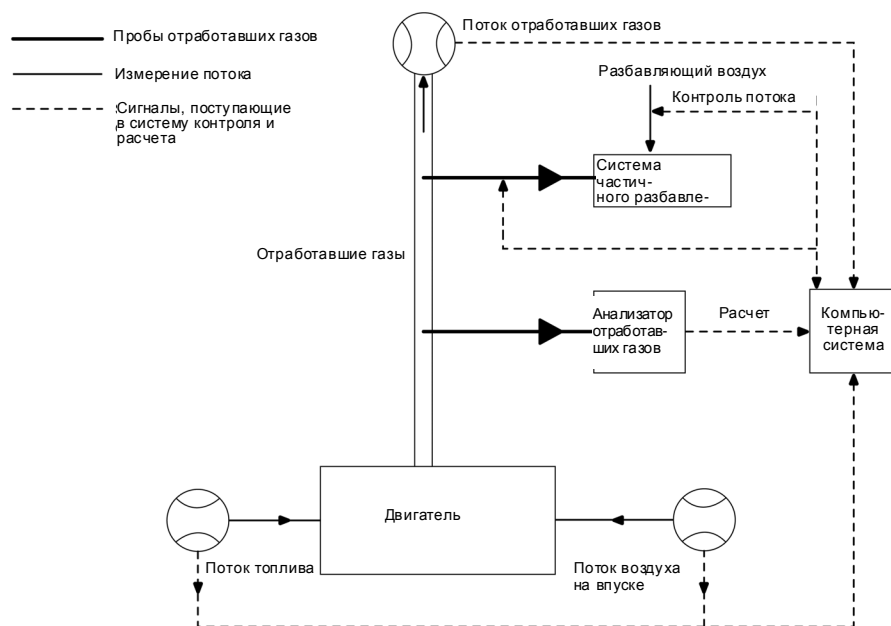 Пробы отработавших газов
Измерение потока
Сигналы, поступающие
в систему контроля и
расчета
Поток отработавших газов
Разбавляющий воздух
Контроль потока
Система
частич-
ного разбавле-
Отработавшие газы
Анализатор
отработав-
ших газов
Расчет
Компью-
терная
система
Двигатель
Поток топлива
Поток воздуха
на впуске